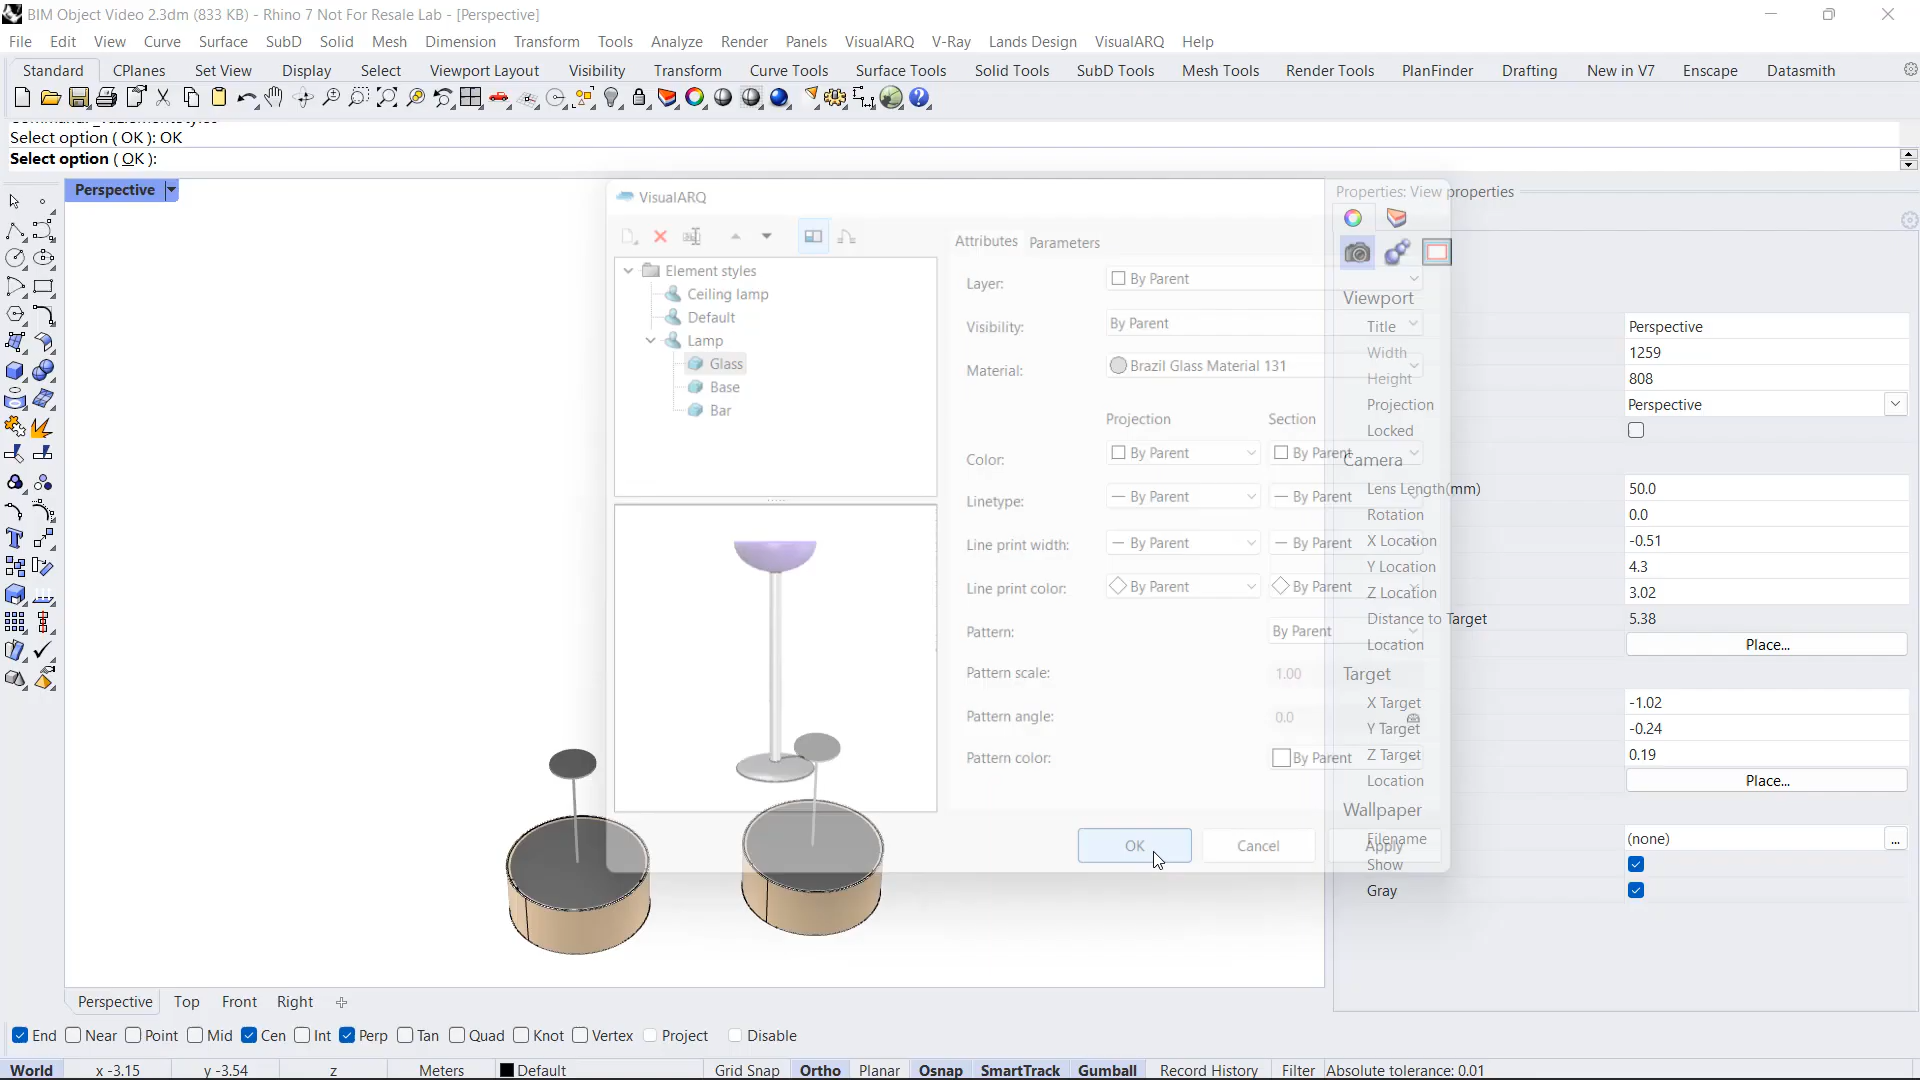 BIM Object Video 2.3dm (833 KB) - Rhino 7 Not For Resale Lab - [Perspective]
File Edit View Curve Surface SubD Solid Mesh Dimension Transform Tools Analyze Render Panels VisualARQ V-Ray Lands Design VisualARQ Help
Standard CPlanes Set View Display Select Viewport Layout Visibility Transform Curve Tools Surface Tools Solid Tools SubD Tools Mesh Tools Render Tools PlanFinder Drafting New in V7 Enscape Datasmith
Select option ( OK ): OK
Select option ( OK ):
Perspective
VisualARQ
Element styles
Ceiling lamp
Default
Lamp
Glass
Base
Bar
Attributes Parameters
Layer: By Parent
Visibility: By Parent
Material: Brazil Glass Material 131
Projection Section
Color: By Parent By Parent
Linetype: By Parent By Parent
Line print width: By Parent By Parent
Line print color: By Parent By Parent
Pattern: By Parent
Pattern scale: 1.00
Pattern angle: 0.0
Pattern color: By Parent
OK Cancel Apply
Properties: View properties
Viewport
Title Perspective
Width 1259
Height 808
Projection Perspective
Locked
Camera
Lens Length(mm) 50.0
Rotation 0.0
X Location -0.51
Y Location 4.3
Z Location 3.02
Distance to Target 5.38
Location Place...
Target
X Target -1.02
Y Target -0.24
Z Target 0.19
Location Place...
Wallpaper
Filename (none) ...
Show
Gray
Perspective Top Front Right
End Near Point Mid Cen Int Perp Tan Quad Knot Vertex Project Disable
World x -3.15 y -3.54 z Meters Default Grid Snap Ortho Planar Osnap SmartTrack Gumball Record History Filter Absolute tolerance: 0.01